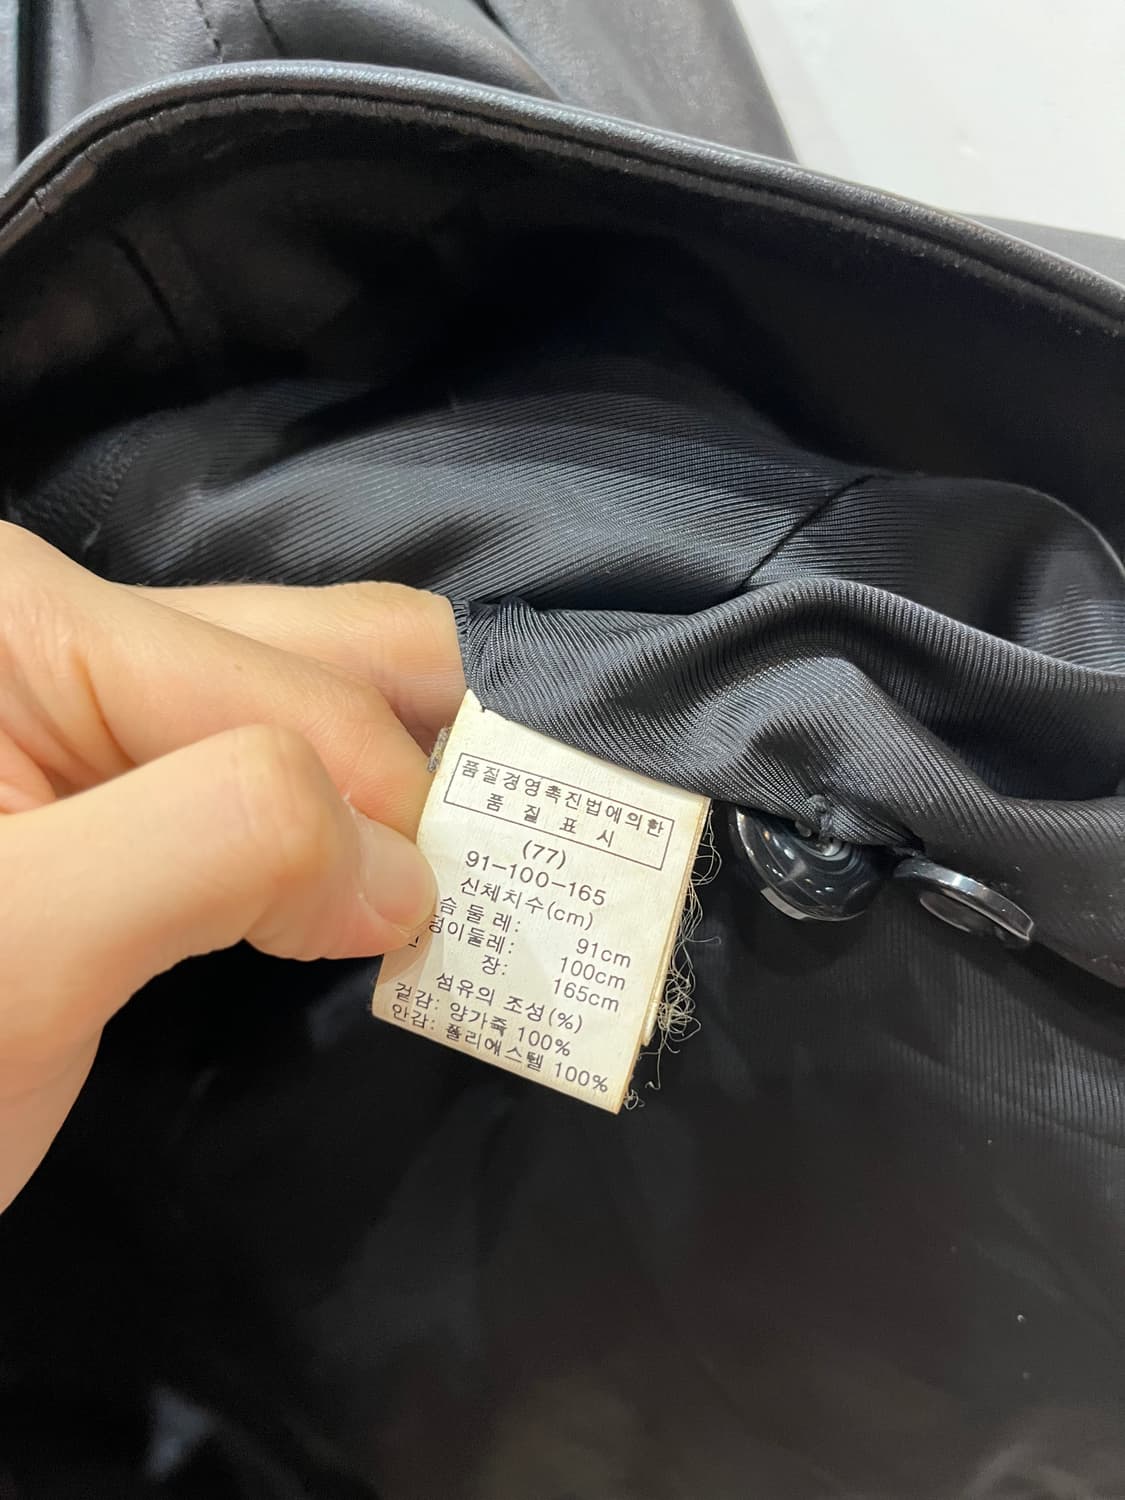 품질경영촉진법에의한
품 질 표 시
(77)
91-100-165
신체치수(cm)
슴 둘 레: 91cm
덩이둘레: 100cm
장: 165cm
섬유의 조성(%)
겉감: 양가죽 100%
안감: 폴리에스텔 100%